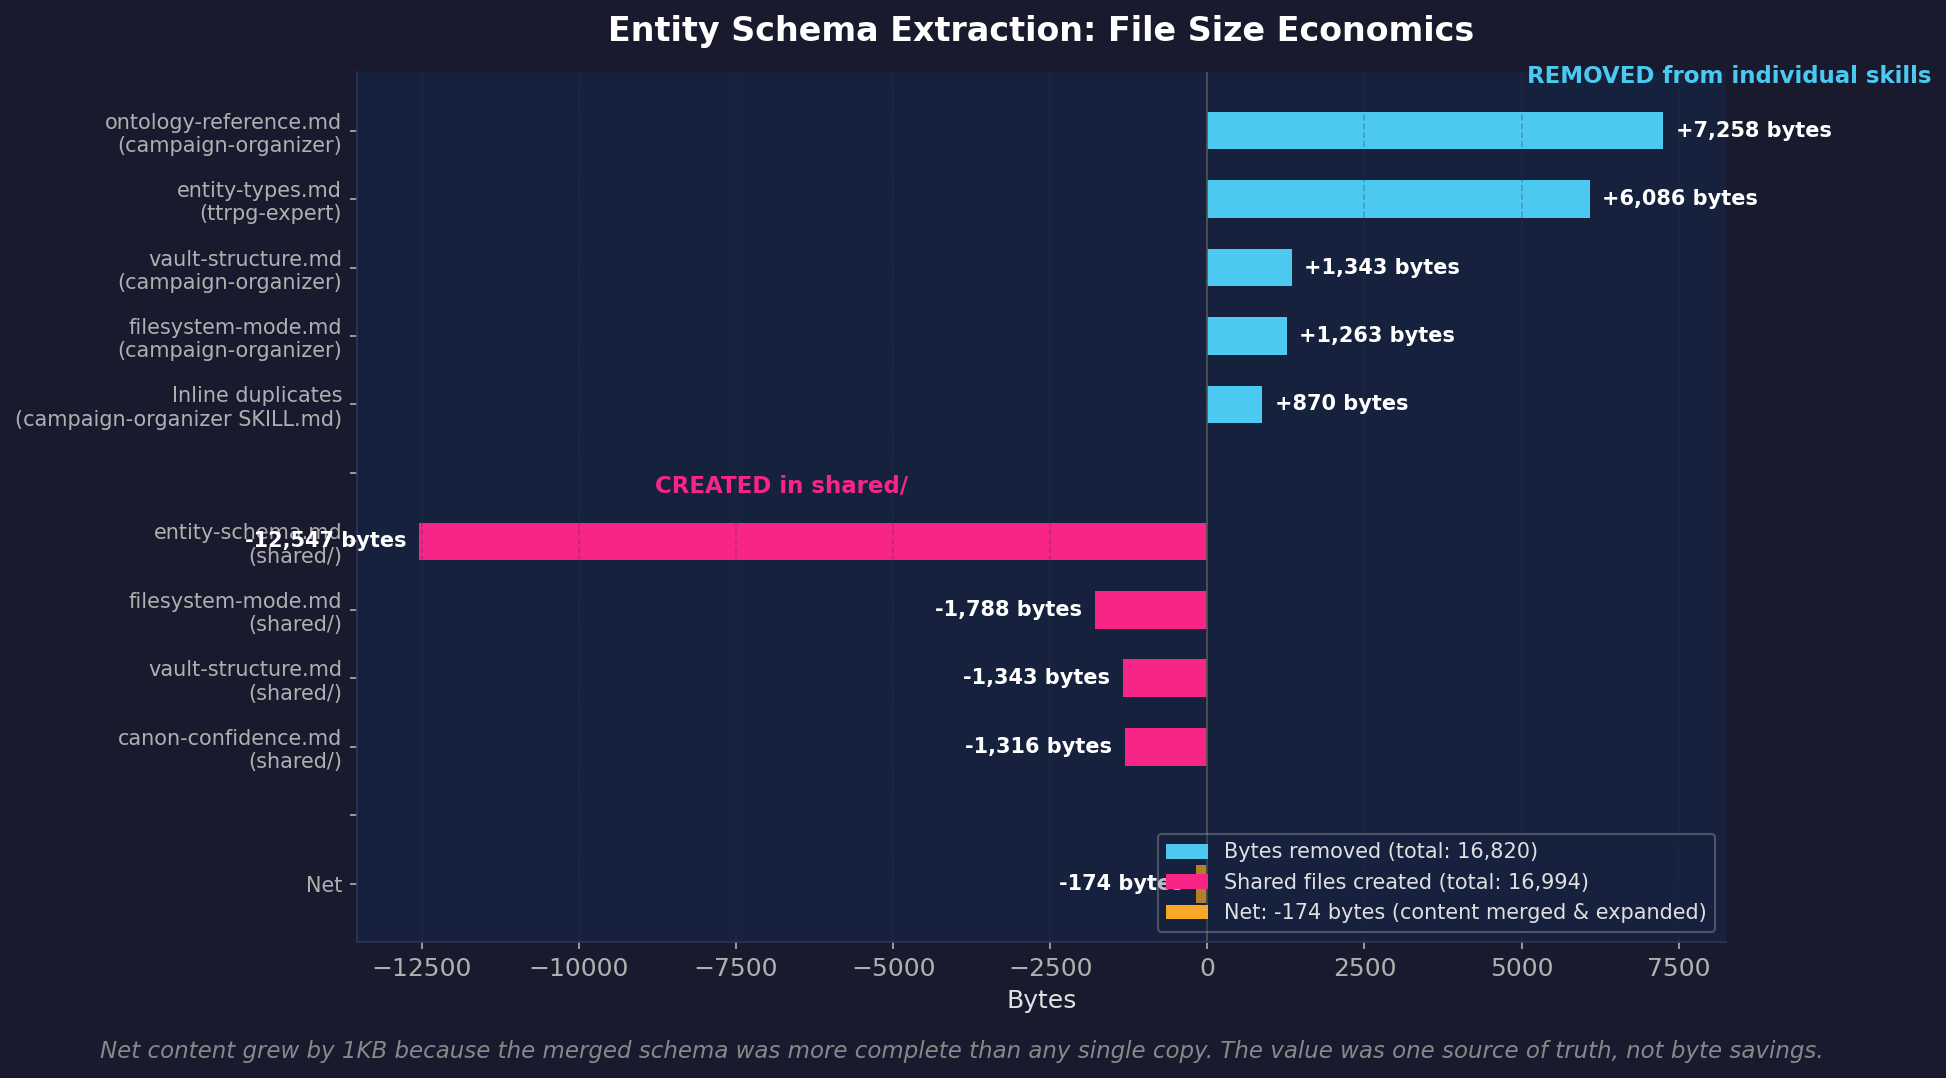 Entity Schema Extraction: File Size Economics
REMOVED from individual skills
ontology-reference.md
(campaign-organizer)
+7,258 bytes
entity-types.md
(ttrpg-expert)
+6,086 bytes
vault-structure.md
(campaign-organizer)
+1,343 bytes
filesystem-mode.md
(campaign-organizer)
+1,263 bytes
Inline duplicates
(campaign-organizer SKILL.md)
+870 bytes
CREATED in shared/
entity-schema.md
(shared/)
-12,547 bytes
filesystem-mode.md
(shared/)
-1,788 bytes
vault-structure.md
(shared/)
-1,343 bytes
canon-confidence.md
(shared/)
-1,316 bytes
Net
-174 bytes
Bytes removed (total: 16,820)
Shared files created (total: 16,994)
Net: -174 bytes (content merged & expanded)
−12500 −10000 −7500 −5000 −2500 0 2500 5000 7500
Bytes
Net content grew by 1KB because the merged schema was more complete than any single copy. The value was one source of truth, not byte savings.